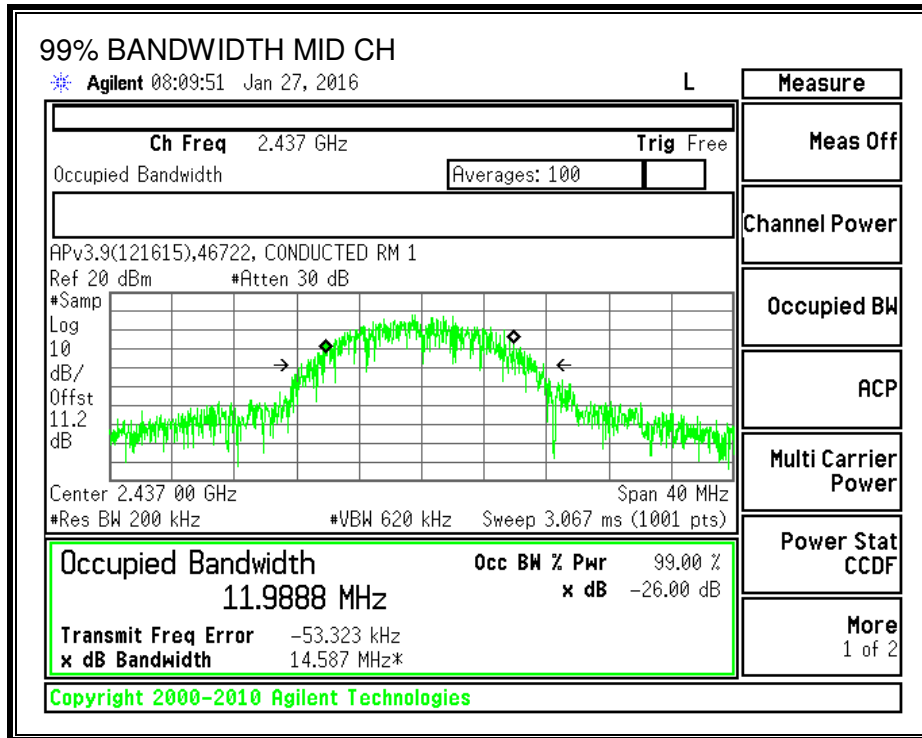 99% BANDWIDTH MID CH
Agilent 08:09:51 Jan 27, 2016 L
Measure
Ch Freq 2.437 GHz Trig Free
Occupied Bandwidth Averages: 100
APv3.9(121615),46722, CONDUCTED RM 1
Ref 20 dBm #Atten 30 dB
#Samp
Log
10
dB/
Offst
11.2
dB
Center 2.437 00 GHz Span 40 MHz
#Res BW 200 kHz #VBW 620 kHz Sweep 3.067 ms (1001 pts)
Occupied Bandwidth Occ BW % Pwr 99.00 %
11.9888 MHz x dB -26.00 dB
Transmit Freq Error -53.323 kHz
x dB Bandwidth 14.587 MHz*
Copyright 2000-2010 Agilent Technologies
Meas Off
Channel Power
Occupied BW
ACP
Multi Carrier
Power
Power Stat
CCDF
More
1 of 2